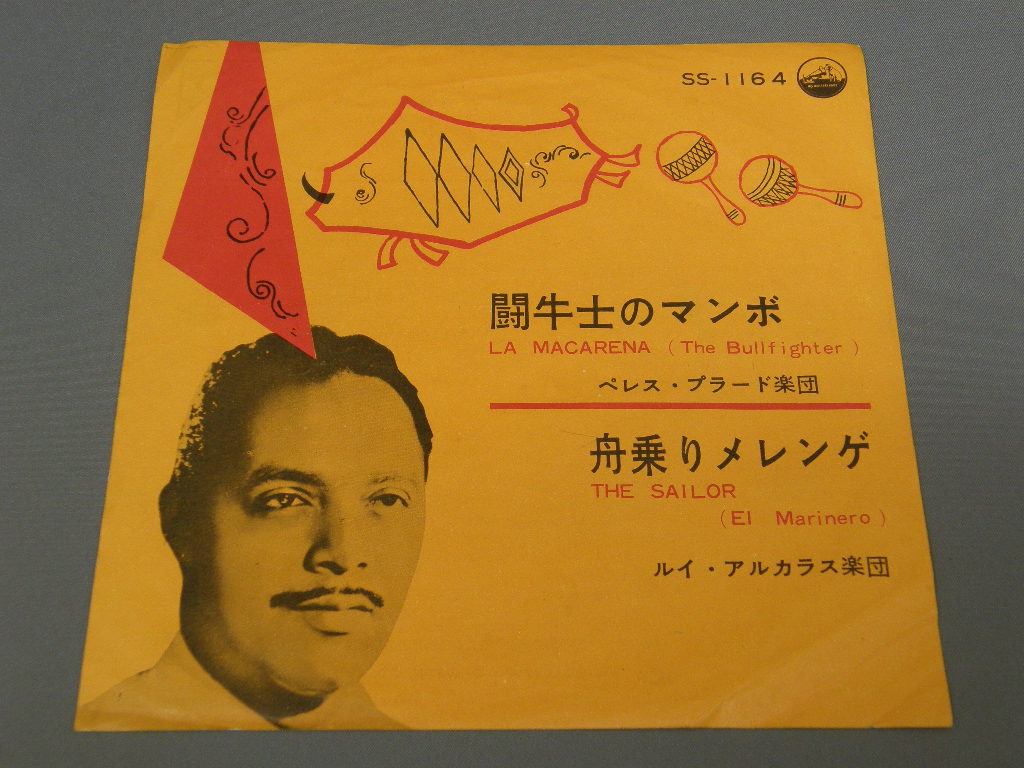 SS-1164
闘牛士のマンボ
LA MACARENA (The Bullfighter)
ペレス・プラード楽団
舟乗りメレンゲ
THE SAILOR
(El Marinero)
ルイ・アルカラス楽団